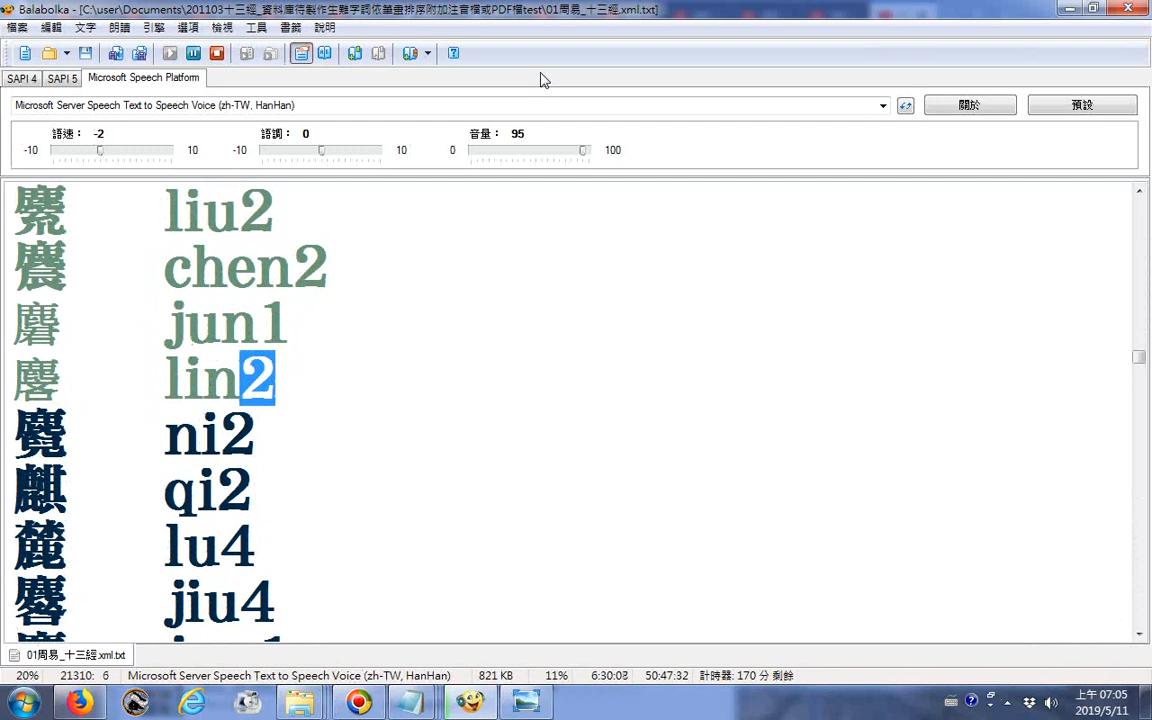 Balabolka - [C:\user\Documents\201103十三經_資料庫待製作生難字詞依筆畫排序附加注音檔或PDF檔test\01周易_十三經.xml.txt]
檔案 編輯 文字 朗讀 引擎 選項 檢視 工具 書籤 說明
SAPI 4 SAPI 5 Microsoft Speech Platform
Microsoft Server Speech Text to Speech Voice (zh-TW, HanHan) 關於 預設
語速： -2 語調： 0 音量： 95
-10 10 -10 10 0 100
liu2
chen2
jun1
麐 lin2
ni2
麒 qi2
麓 lu4
jiu4
01周易_十三經.xml.txt
20% 21310: 6 Microsoft Server Speech Text to Speech Voice (zh-TW, HanHan) 821 KB 11% 6:30:03 50:47:32 計時器: 170 分 剩餘
上午 07:05
2019/5/11